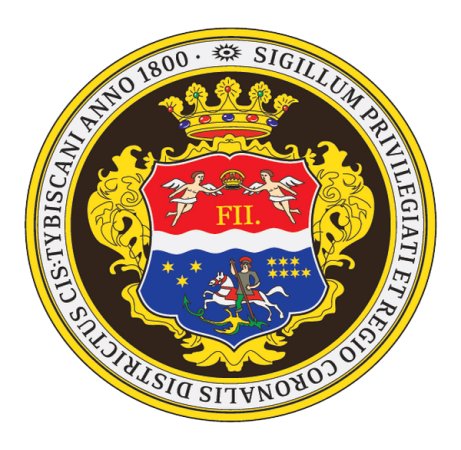 SIGILLUM PRIVILEGIATI ET REGIO CORONALIS DISTRICTUS CIS:TYBISCANI ANNO 1800 ·
FII.